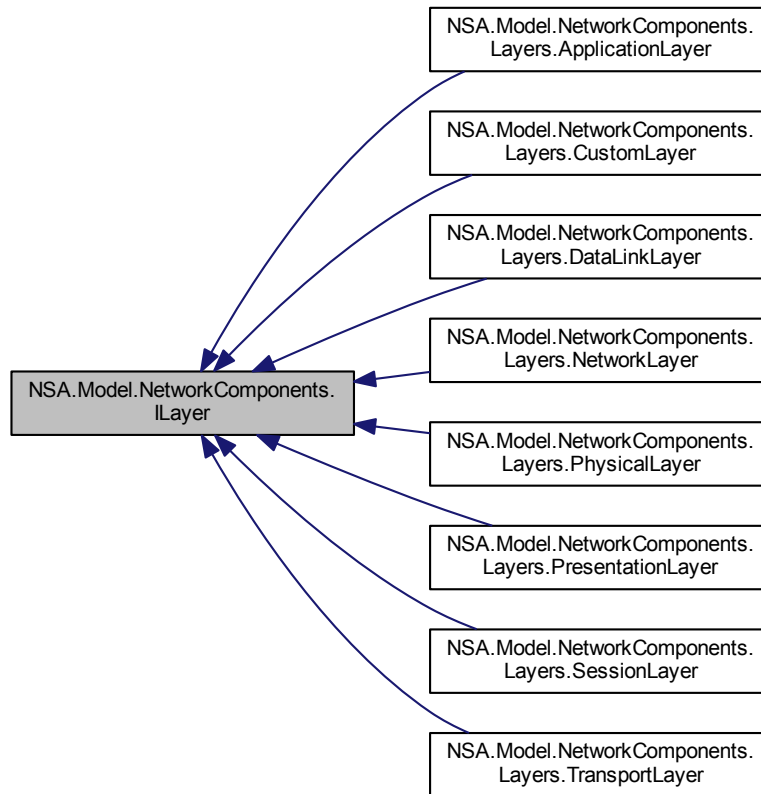 NSA.Model.NetworkComponents.
Layers.ApplicationLayer
NSA.Model.NetworkComponents.
Layers.CustomLayer
NSA.Model.NetworkComponents.
Layers.DataLinkLayer
NSA.Model.NetworkComponents.
Layers.NetworkLayer
NSA.Model.NetworkComponents.
ILayer
NSA.Model.NetworkComponents.
Layers.PhysicalLayer
NSA.Model.NetworkComponents.
Layers.PresentationLayer
NSA.Model.NetworkComponents.
Layers.SessionLayer
NSA.Model.NetworkComponents.
Layers.TransportLayer